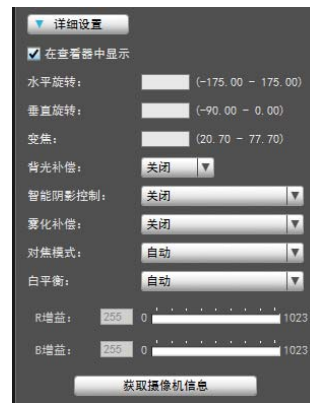 ▼ 详细设置
在查看器中显示
水平旋转： (-175.00 - 175.00)
垂直旋转： (-90.00 - 0.00)
变焦： (20.70 - 77.70)
背光补偿： 关闭
智能阴影控制： 关闭
雾化补偿： 关闭
对焦模式： 自动
白平衡： 自动
R增益： 255 0 1023
B增益： 255 0 1023
获取摄像机信息